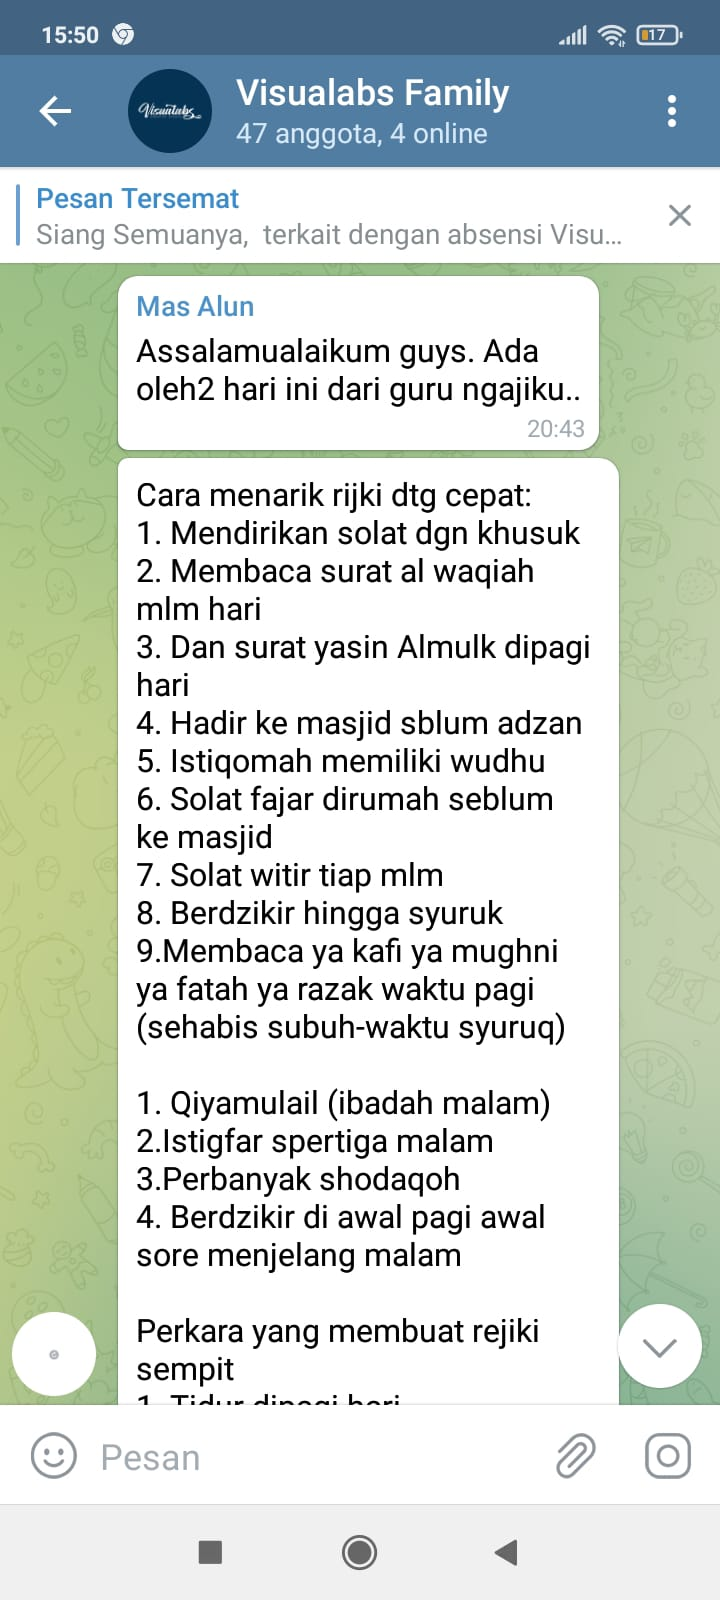 15:50
17
Visualabs
Visualabs Family
47 anggota, 4 online
Pesan Tersemat
Siang Semuanya,  terkait dengan absensi Visu...
Mas Alun
Assalamualaikum guys. Ada
oleh2 hari ini dari guru ngajiku..
20:43
Cara menarik rijki dtg cepat:
1. Mendirikan solat dgn khusuk
2. Membaca surat al waqiah
mlm hari
3. Dan surat yasin Almulk dipagi
hari
4. Hadir ke masjid sblum adzan
5. Istiqomah memiliki wudhu
6. Solat fajar dirumah seblum
ke masjid
7. Solat witir tiap mlm
8. Berdzikir hingga syuruk
9.Membaca ya kafi ya mughni
ya fatah ya razak waktu pagi
(sehabis subuh-waktu syuruq)
1. Qiyamulail (ibadah malam)
2.Istigfar spertiga malam
3.Perbanyak shodaqoh
4. Berdzikir di awal pagi awal
sore menjelang malam
Perkara yang membuat rejiki
sempit
1. Tidur dipagi hari
Pesan